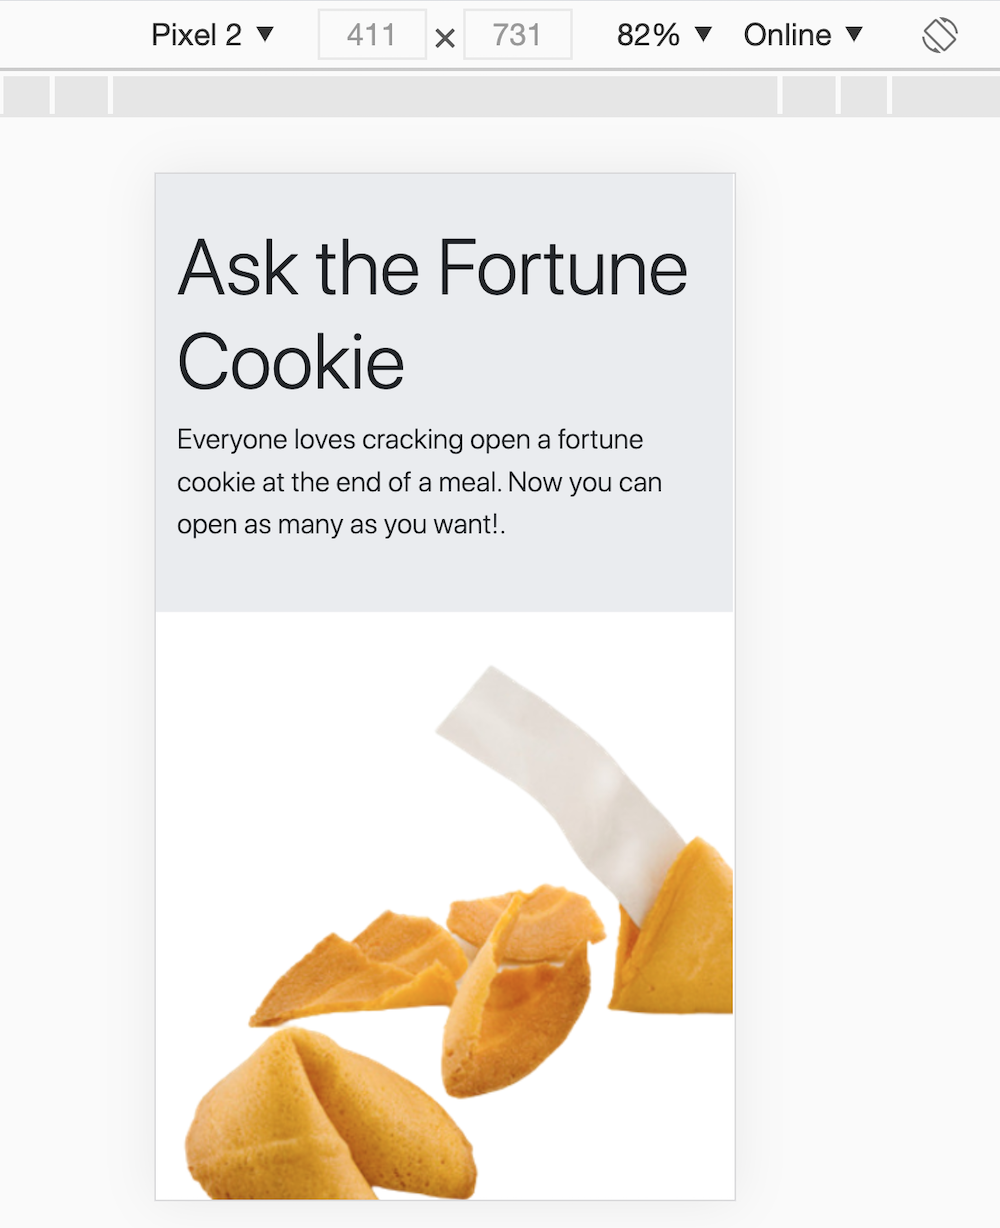 Pixel 2 ▼ 411 × 731 82% ▼ Online ▼
Ask the Fortune
Cookie
Everyone loves cracking open a fortune
cookie at the end of a meal. Now you can
open as many as you want!.